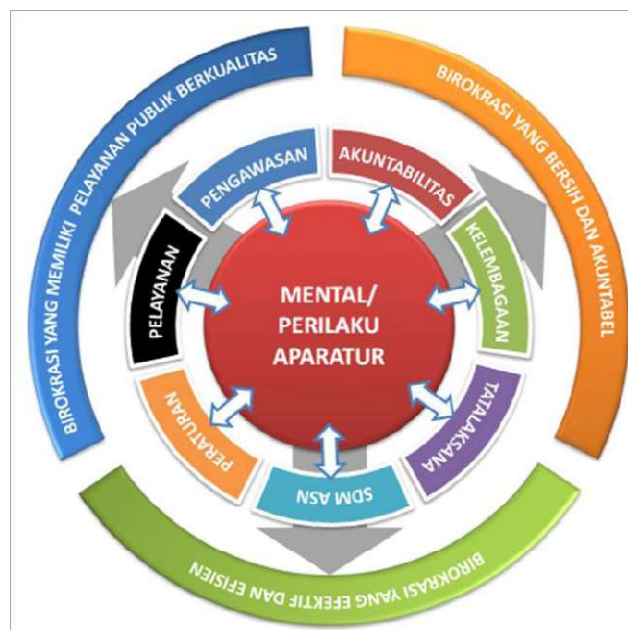 BIROKRASI YANG MEMILIKI PELAYANAN PUBLIK BERKUALITAS
BIROKRASI YANG BERSIH DAN AKUNTABEL
PENGAWASAN
AKUNTABILITAS
PELAYANAN
KELEMBAGAAN
MENTAL/
PERILAKU
APARATUR
PERATURAN
TATALAKSANA
SDM ASN
BIROKRASI YANG EFEKTIF DAN EFISIEN